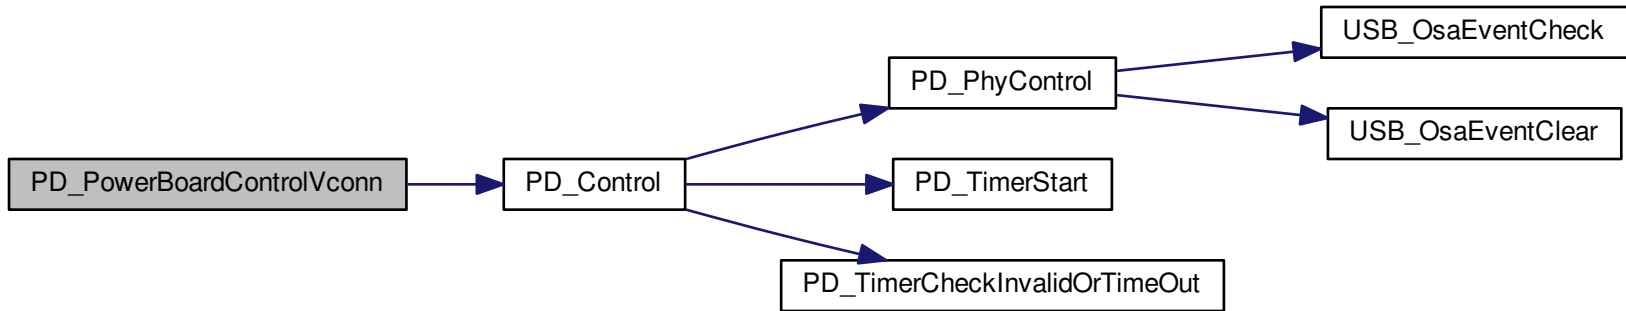 USB_OsaEventCheck
PD_PhyControl
USB_OsaEventClear
PD_PowerBoardControlVconn
PD_Control
PD_TimerStart
PD_TimerCheckInvalidOrTimeOut